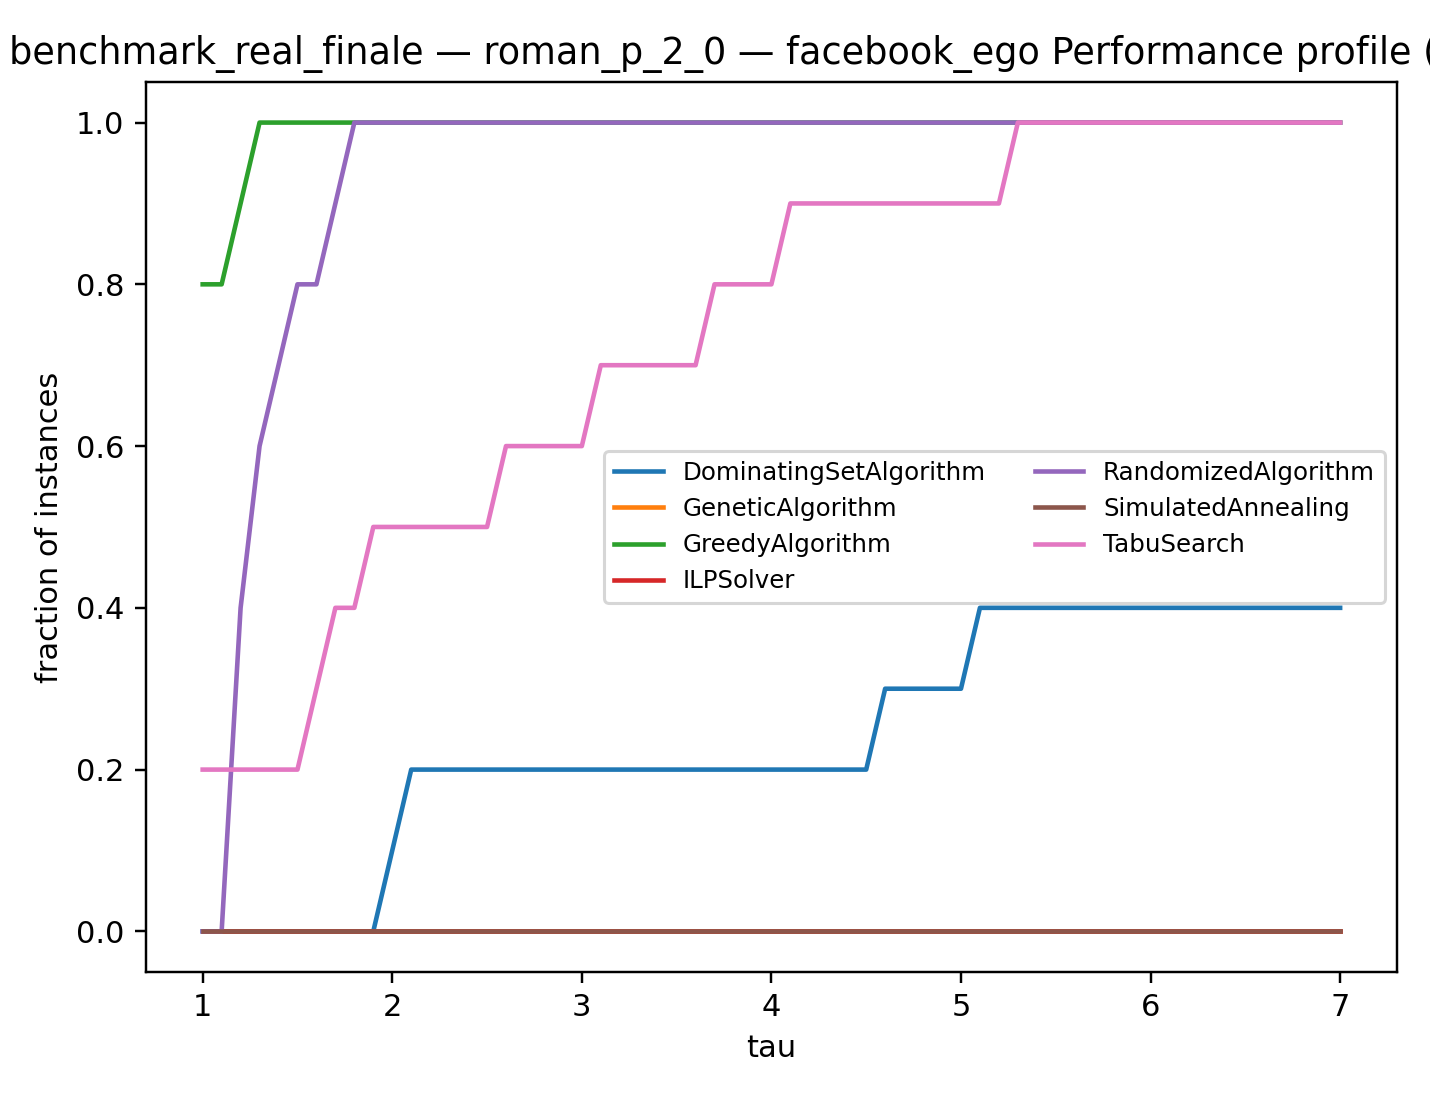 benchmark_real_finale — roman_p_2_0 — facebook_ego Performance profile (
1.0
0.8
0.6
0.4
0.2
0.0
fraction of instances
DominatingSetAlgorithm
GeneticAlgorithm
GreedyAlgorithm
ILPSolver
RandomizedAlgorithm
SimulatedAnnealing
TabuSearch
1 2 3 4 5 6 7
tau